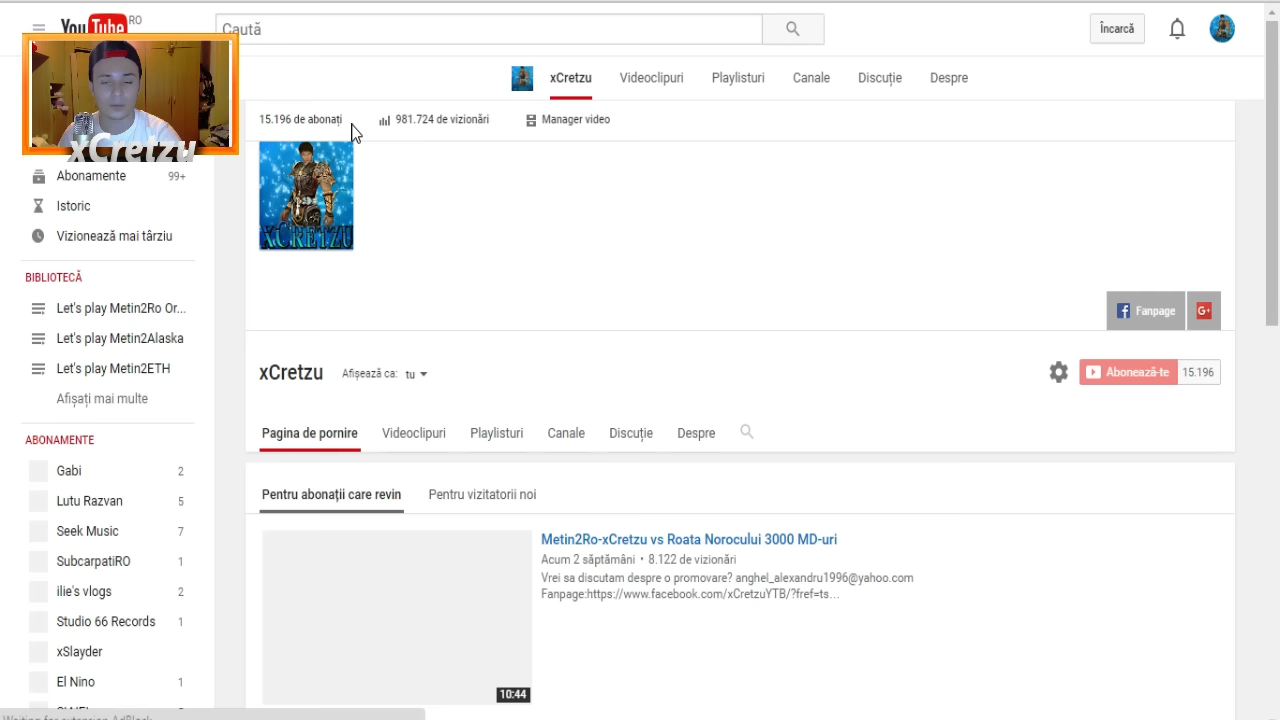 YouTube RO
Caută
Încarcă
xCretzu
Videoclipuri
Playlisturi
Canale
Discuție
Despre
15.196 de abonați
981.724 de vizionări
Manager video
xCretzu
Abonamente 99+
Istoric
Vizionează mai târziu
BIBLIOTECĂ
Let's play Metin2Ro Or...
Let's play Metin2Alaska
Let's play Metin2ETH
Afișați mai multe
ABONAMENTE
Gabi 2
Lutu Razvan 5
Seek Music 7
SubcarpatiRO 1
ilie's vlogs 2
Studio 66 Records 1
xSlayder
El Nino 1
XCRETZU
Fanpage
G+
xCretzu
Afișează ca: tu
Abonează-te 15.196
Pagina de pornire
Videoclipuri
Playlisturi
Canale
Discuție
Despre
Pentru abonații care revin
Pentru vizitatorii noi
Metin2Ro-xCretzu vs Roata Norocului 3000 MD-uri
Acum 2 săptămâni • 8.122 de vizionări
Vrei sa discutam despre o promovare? anghel_alexandru1996@yahoo.com
Fanpage:https://www.facebook.com/xCretzuYTB/?fref=ts...
10:44